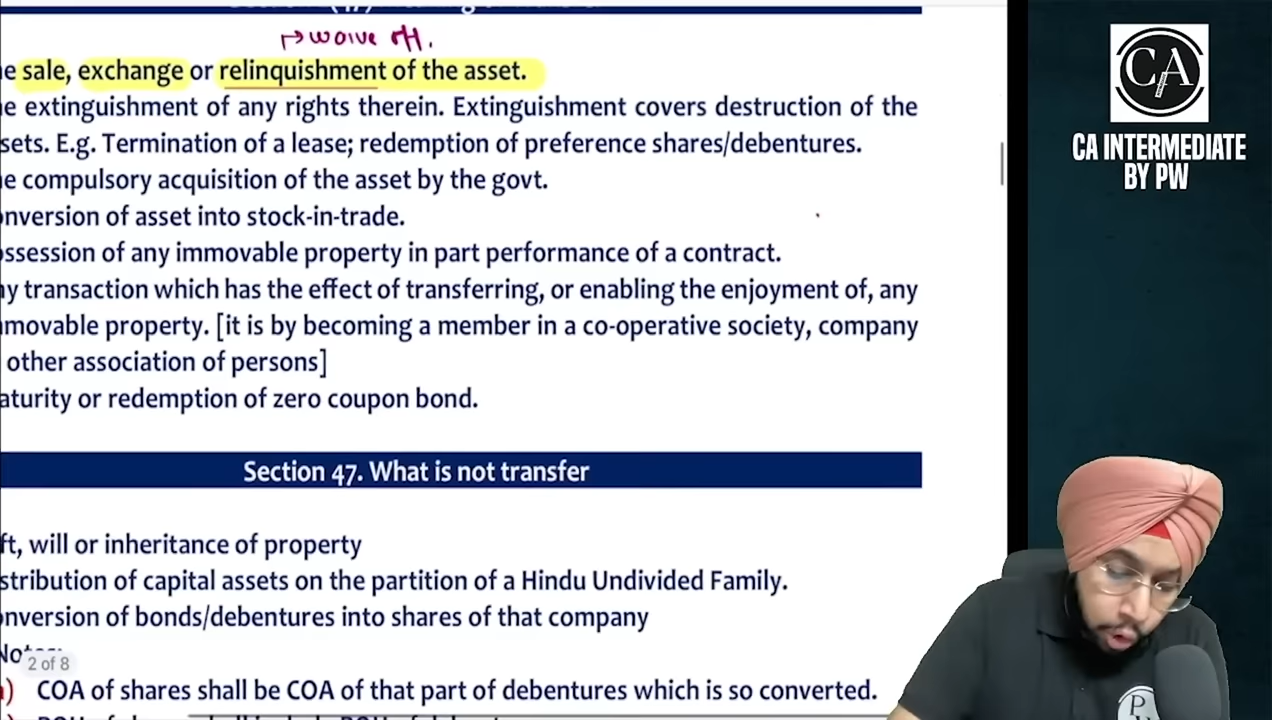 waive off.
sale, exchange or relinquishment of the asset.
extinguishment of any rights therein. Extinguishment covers destruction of the
sets. E.g. Termination of a lease; redemption of preference shares/debentures.
e compulsory acquisition of the asset by the govt.
onversion of asset into stock-in-trade.
ossession of any immovable property in part performance of a contract.
y transaction which has the effect of transferring, or enabling the enjoyment of, any
movable property. [it is by becoming a member in a co-operative society, company
other association of persons]
aturity or redemption of zero coupon bond.
Section 47. What is not transfer
ft, will or inheritance of property
stribution of capital assets on the partition of a Hindu Undivided Family.
onversion of bonds/debentures into shares of that company
2 of 8
) COA of shares shall be COA of that part of debentures which is so converted.
CA
CA INTERMEDIATE
BY PW
P